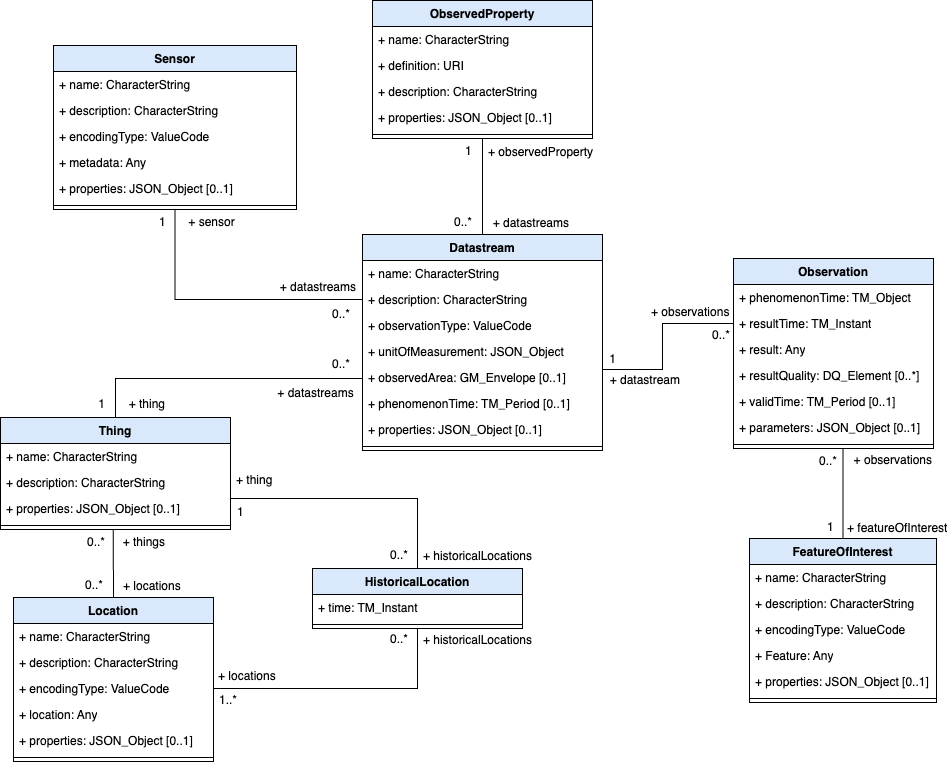 ObservedProperty
+ name: CharacterString
+ definition: URI
+ description: CharacterString
+ properties: JSON_Object [0..1]
1
+ observedProperty
0..*
+ datastreams
Sensor
+ name: CharacterString
+ description: CharacterString
+ encodingType: ValueCode
+ metadata: Any
+ properties: JSON_Object [0..1]
1
+ sensor
+ datastreams
0..*
Datastream
+ name: CharacterString
+ description: CharacterString
+ observationType: ValueCode
+ unitOfMeasurement: JSON_Object
+ observedArea: GM_Envelope [0..1]
+ phenomenonTime: TM_Period [0..1]
+ properties: JSON_Object [0..1]
+ observations
0..*
1
+ datastream
Observation
+ phenomenonTime: TM_Object
+ resultTime: TM_Instant
+ result: Any
+ resultQuality: DQ_Element [0..*]
+ validTime: TM_Period [0..1]
+ parameters: JSON_Object [0..1]
0..*
+ observations
1
+ featureOfInterest
FeatureOfInterest
+ name: CharacterString
+ description: CharacterString
+ encodingType: ValueCode
+ Feature: Any
+ properties: JSON_Object [0..1]
0..*
+ datastreams
1
+ thing
Thing
+ name: CharacterString
+ description: CharacterString
+ properties: JSON_Object [0..1]
+ thing
1
0..*
+ historicalLocations
HistoricalLocation
+ time: TM_Instant
0..*
+ historicalLocations
+ locations
1..*
0..*
+ things
0..*
+ locations
Location
+ name: CharacterString
+ description: CharacterString
+ encodingType: ValueCode
+ location: Any
+ properties: JSON_Object [0..1]